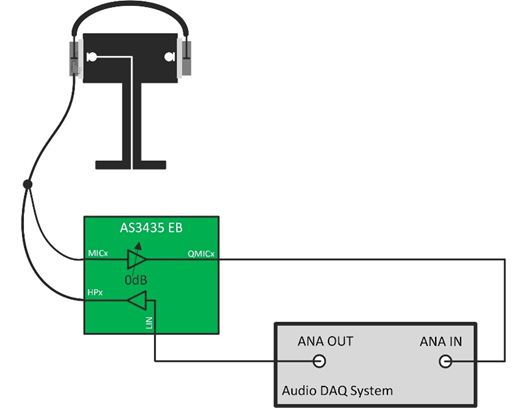 AS3435 EB
MICx
QMICx
0dB
HPx
LIN
ANA OUT
ANA IN
Audio DAQ System